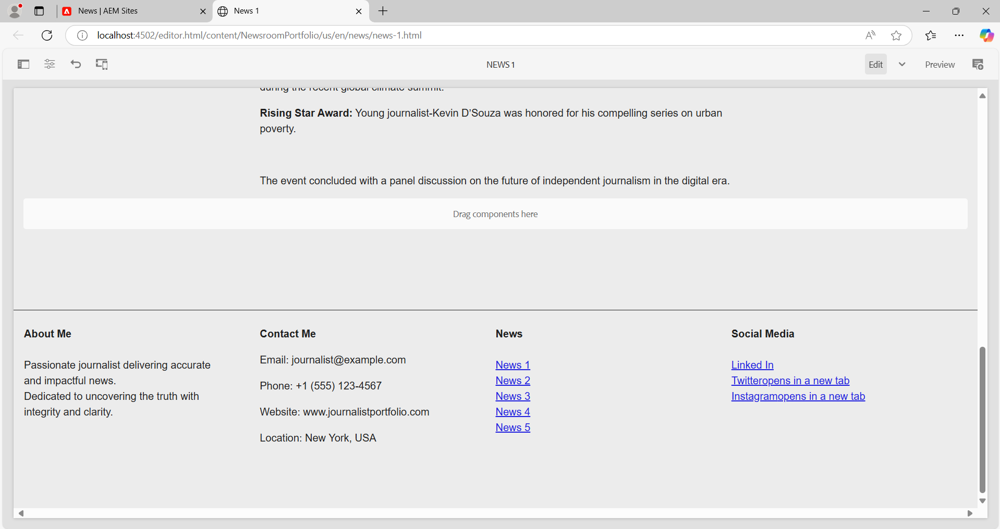 News | AEM Sites
News 1
localhost:4502/editor.html/content/NewsroomPortfolio/us/en/news/news-1.html
NEWS 1
Edit
Preview
during the recent global climate summit.
Rising Star Award: Young journalist-Kevin D’Souza was honored for his compelling series on urban
poverty.
The event concluded with a panel discussion on the future of independent journalism in the digital era.
Drag components here
About Me
Passionate journalist delivering accurate
and impactful news.
Dedicated to uncovering the truth with
integrity and clarity.
Contact Me
Email: journalist@example.com
Phone: +1 (555) 123-4567
Website: www.journalistportfolio.com
Location: New York, USA
News
News 1
News 2
News 3
News 4
News 5
Social Media
Linked In
Twitteropens in a new tab
Instagramopens in a new tab